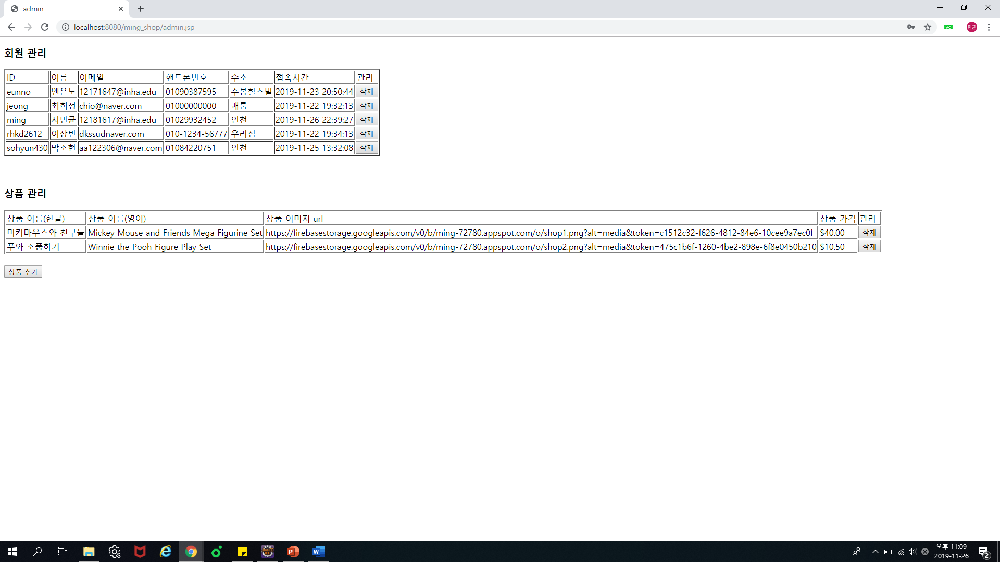 admin
localhost:8080/ming_shop/admin.jsp
AC
민균
회원 관리
ID 이름 이메일 핸드폰번호 주소 접속시간 관리
eunno 앤은노 12171647@inha.edu 01090387595 수봉힐스빌 2019-11-23 20:50:44 삭제
jeong 최희정 chio@naver.com 01000000000 쾌룸 2019-11-22 19:32:13 삭제
ming 서민균 12181617@inha.edu 01029932452 인천 2019-11-26 22:39:27 삭제
rhkd2612 이상빈 dkssudnaver.com 010-1234-56777 우리집 2019-11-22 19:34:13 삭제
sohyun430 박소현 aa122306@naver.com 01084220751 인천 2019-11-25 13:32:08 삭제
상품 관리
상품 이름(한글) 상품 이름(영어) 상품 이미지 url 상품 가격 관리
미키마우스와 친구들 Mickey Mouse and Friends Mega Figurine Set https://firebasestorage.googleapis.com/v0/b/ming-72780.appspot.com/o/shop1.png?alt=media&token=c1512c32-f626-4812-84e6-10cee9a7ec0f $40.00 삭제
푸와 소풍하기 Winnie the Pooh Figure Play Set https://firebasestorage.googleapis.com/v0/b/ming-72780.appspot.com/o/shop2.png?alt=media&token=475c1b6f-1260-4be2-898e-6f8e0450b210 $10.50 삭제
상품 추가
오후 11:09
2019-11-26
2